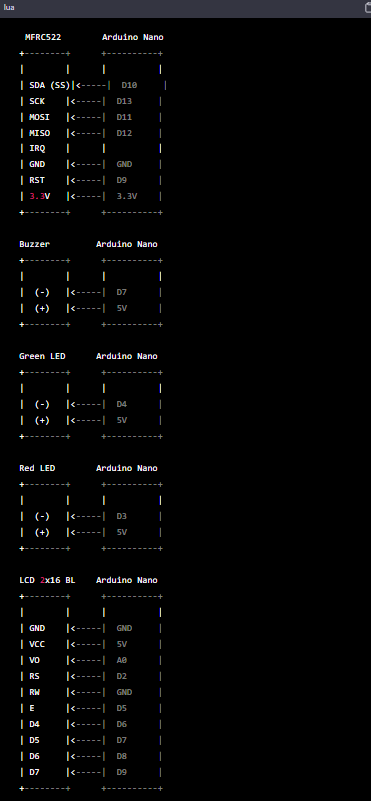 lua
MFRC522 Arduino Nano
+--------+ +----------+
| | | |
| SDA (SS)|<-----| D10 |
| SCK |<-----| D13 |
| MOSI |<-----| D11 |
| MISO |<-----| D12 |
| IRQ | | |
| GND |<-----| GND |
| RST |<-----| D9 |
| 3.3V |<-----| 3.3V |
+--------+ +----------+
Buzzer Arduino Nano
+--------+ +----------+
| | | |
| (-) |<-----| D7 |
| (+) |<-----| 5V |
+--------+ +----------+
Green LED Arduino Nano
+--------+ +----------+
| | | |
| (-) |<-----| D4 |
| (+) |<-----| 5V |
+--------+ +----------+
Red LED Arduino Nano
+--------+ +----------+
| | | |
| (-) |<-----| D3 |
| (+) |<-----| 5V |
+--------+ +----------+
LCD 2x16 BL Arduino Nano
+--------+ +----------+
| | | |
| GND |<-----| GND |
| VCC |<-----| 5V |
| VO |<-----| A0 |
| RS |<-----| D2 |
| RW |<-----| GND |
| E |<-----| D5 |
| D4 |<-----| D6 |
| D5 |<-----| D7 |
| D6 |<-----| D8 |
| D7 |<-----| D9 |
+--------+ +----------+